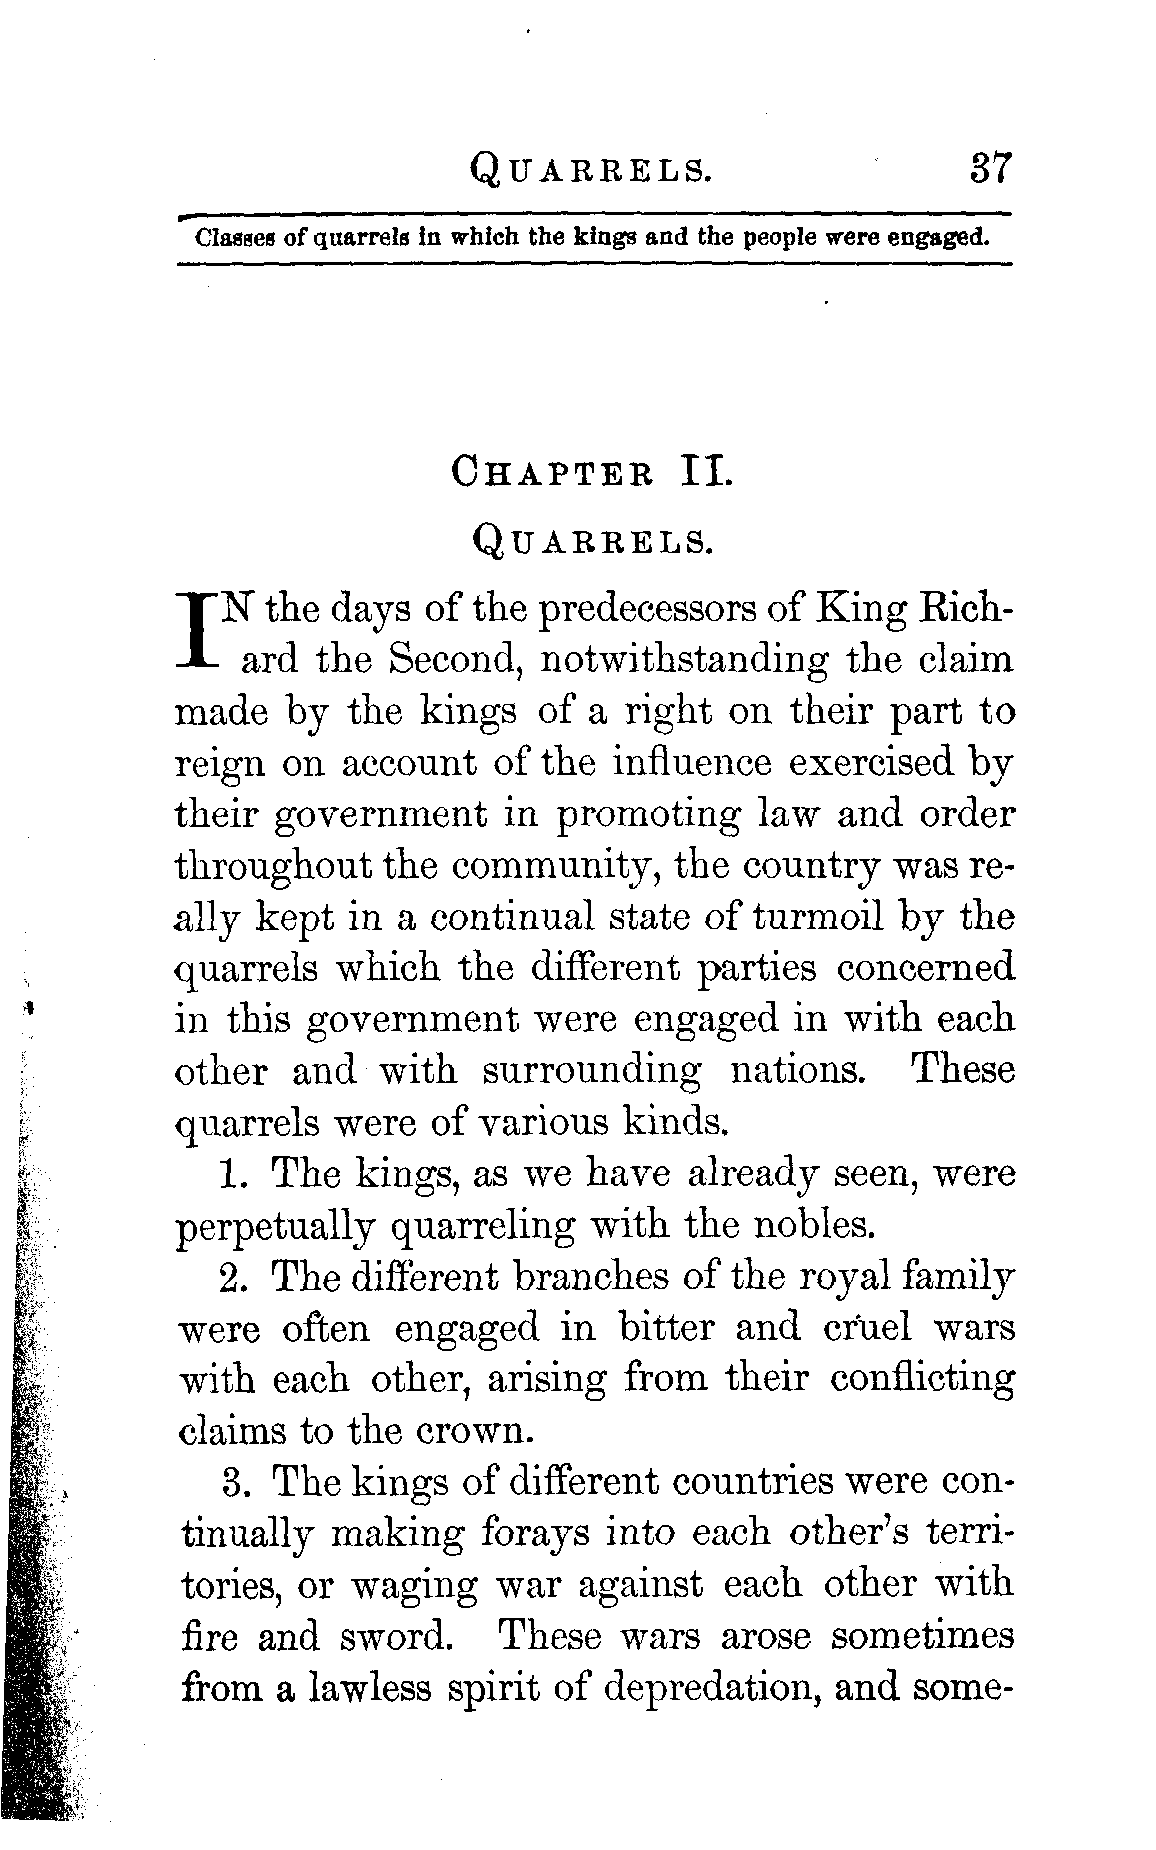 QUARRELS. 37
Classes of quarrels in which the kings and the people were engaged.
CHAPTER II.
QUARRELS.
IN the days of the predecessors of King Rich-
ard the Second, notwithstanding the claim
made by the kings of a right on their part to
reign on account of the influence exercised by
their government in promoting law and order
throughout the community, the country was re-
ally kept in a continual state of turmoil by the
quarrels which the different parties concerned
in this government were engaged in with each
other and with surrounding nations. These
quarrels were of various kinds.
1. The kings, as we have already seen, were
perpetually quarreling with the nobles.
2. The different branches of the royal family
were often engaged in bitter and cruel wars
with each other, arising from their conflicting
claims to the crown.
3. The kings of different countries were con-
tinually making forays into each other's terri-
tories, or waging war against each other with
fire and sword. These wars arose sometimes
from a lawless spirit of depredation, and some-